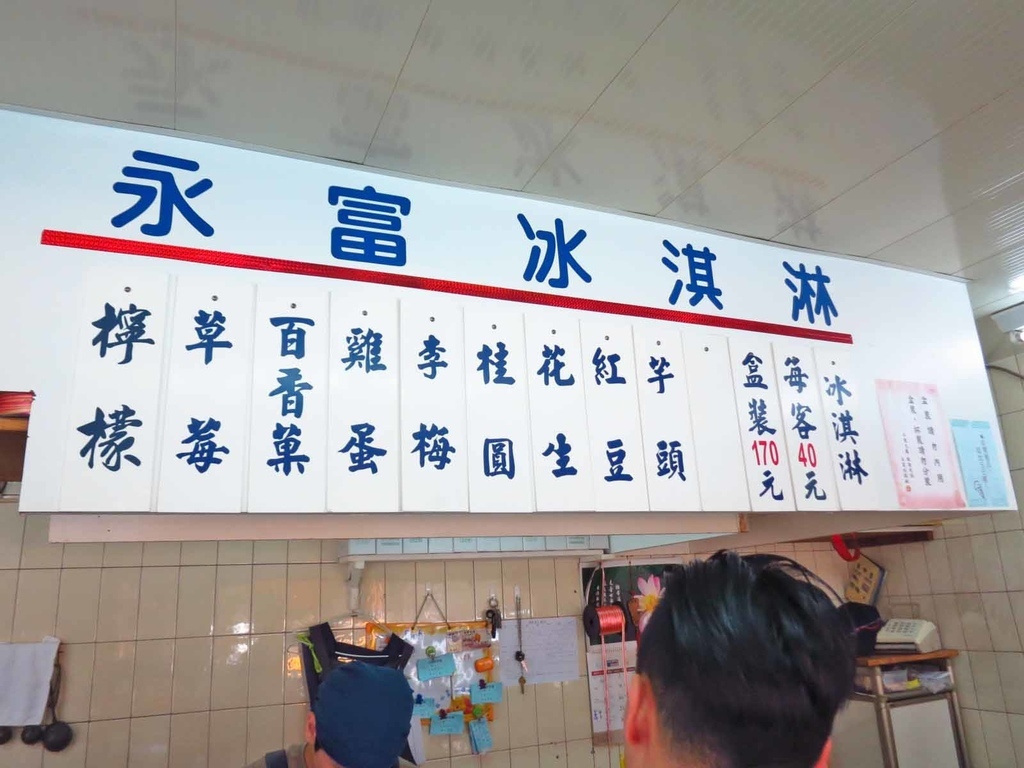 永富冰淇淋
冰淇淋
每客40元
盒裝170元
芋頭
紅豆
花生
桂圓
李梅
雞蛋
百香菓
草莓
檸檬